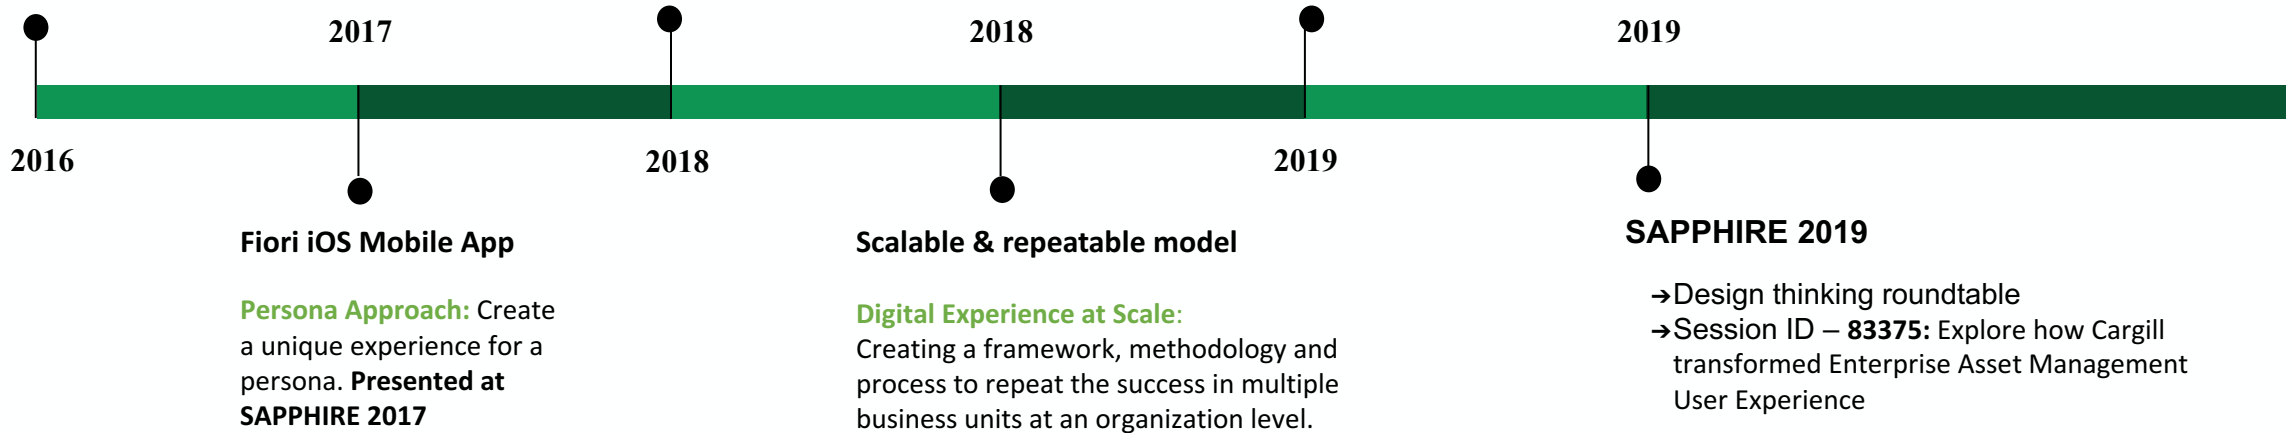 2017
2018
2019
2016
2018
2019
Fiori iOS Mobile App
Persona Approach: Create
a unique experience for a
persona. Presented at
SAPPHIRE 2017
Scalable & repeatable model
Digital Experience at Scale:
Creating a framework, methodology and
process to repeat the success in multiple
business units at an organization level.
SAPPHIRE 2019
➔Design thinking roundtable
➔Session ID – 83375: Explore how Cargill
transformed Enterprise Asset Management
User Experience